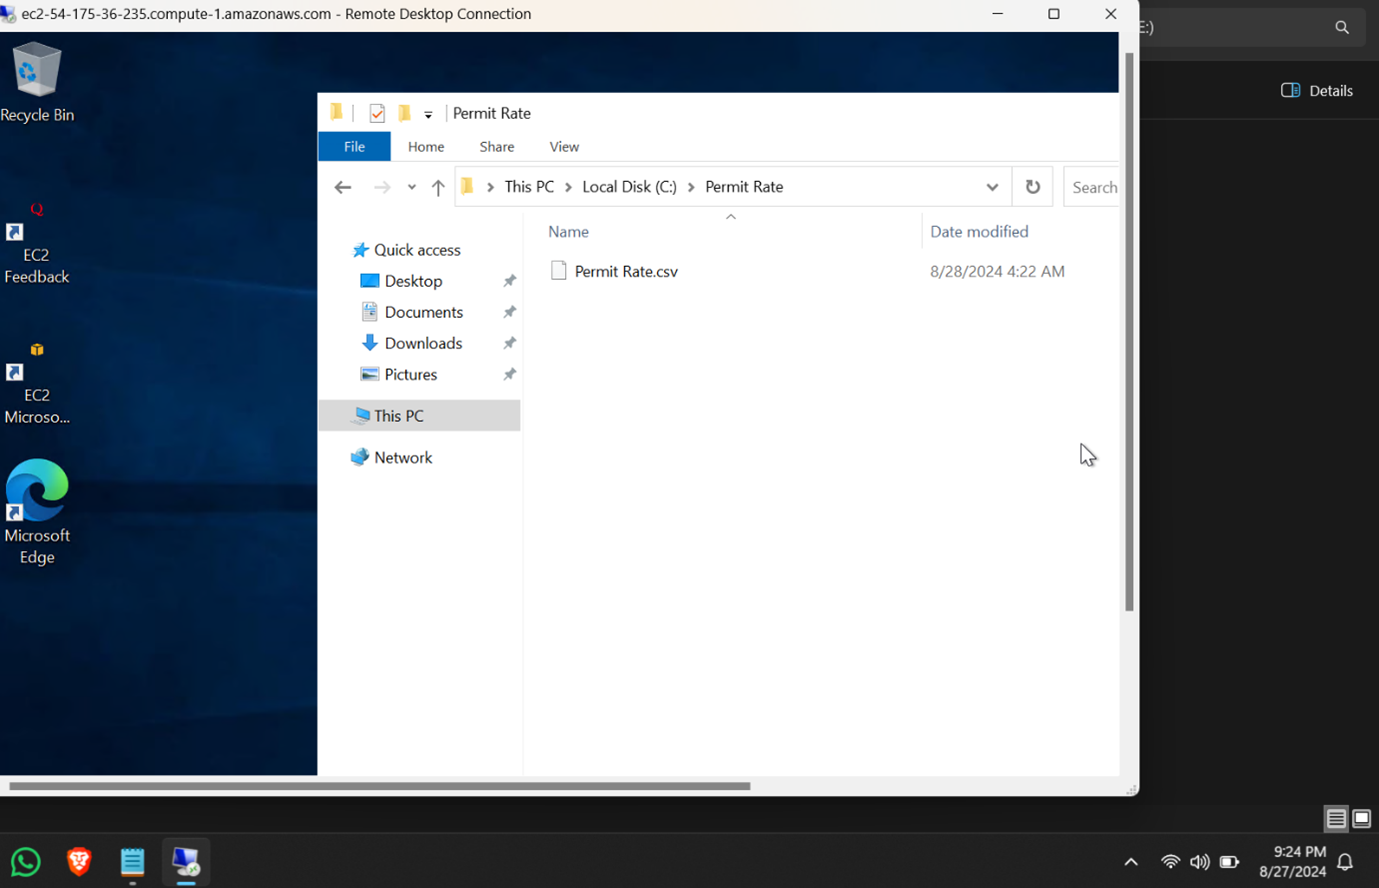 ec2-54-175-36-235.compute-1.amazonaws.com - Remote Desktop Connection
E:)
Details
Recycle Bin
EC2
Feedback
EC2
Microso...
Microsoft
Edge
Permit Rate
File Home Share View
This PC Local Disk (C:) Permit Rate
Search
Name Date modified
Permit Rate.csv 8/28/2024 4:22 AM
Quick access
Desktop
Documents
Downloads
Pictures
This PC
Network
9:24 PM
8/27/2024